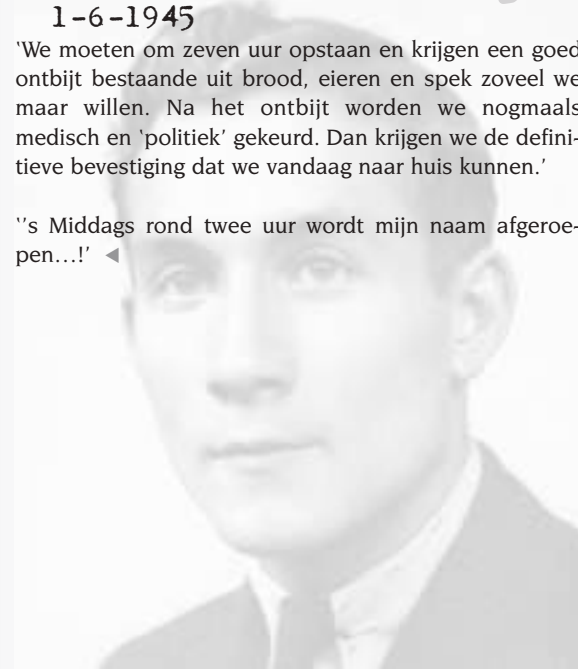 1-6-1945
‘We moeten om zeven uur opstaan en krijgen een goed
ontbijt bestaande uit brood, eieren en spek zoveel we
maar willen. Na het ontbijt worden we nogmaals
medisch en ‘politiek’ gekeurd. Dan krijgen we de defini-
tieve bevestiging dat we vandaag naar huis kunnen.’
‘’s Middags rond twee uur wordt mijn naam afgeroe-
pen...!’